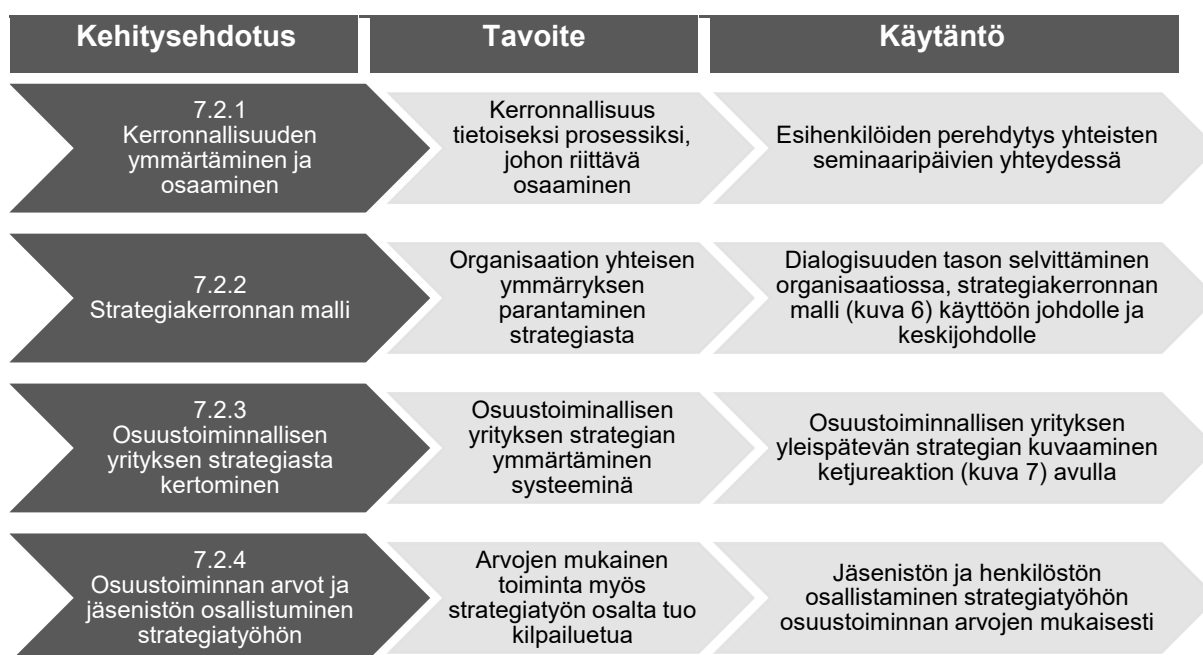 Kehitysehdotus
Tavoite
Käytäntö
7.2.1
Kerronnallisuuden
ymmärtäminen ja
osaaminen
Kerronnallisuus
tietoiseksi prosessiksi,
johon riittävä
osaaminen
Esihenkilöiden perehdytys yhteisten
seminaaripäivien yhteydessä
7.2.2
Strategiakerronnan malli
Organisaation yhteisen
ymmärryksen
parantaminen
strategiasta
Dialogisuuden tason selvittäminen
organisaatiossa, strategiakerronnan
malli (kuva 6) käyttöön johdolle ja
keskijohdolle
7.2.3
Osuustoiminnallisen
yrityksen strategiasta
kertominen
Osuustoiminallisen
yrityksen strategian
ymmärtäminen
systeeminä
Osuustoiminnallisen yrityksen
yleispätevän strategian kuvaaminen
ketjureaktion (kuva 7) avulla
7.2.4
Osuustoiminnan arvot ja
jäsenistön osallistuminen
strategiatyöhön
Arvojen mukainen
toiminta myös
strategiatyön osalta tuo
kilpailuetua
Jäsenistön ja henkilöstön
osallistaminen strategiatyöhön
osuustoiminnan arvojen mukaisesti